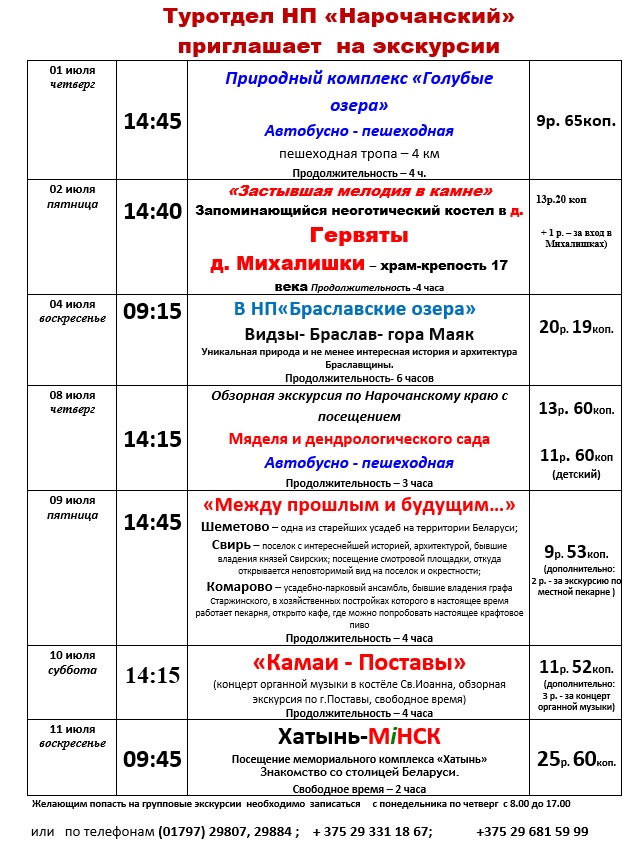 Туротдел НП «Нарочанский»
приглашает на экскурсии
01 июля
четверг
14:45
Природный комплекс «Голубые
озера»
Автобусно - пешеходная
пешеходная тропа – 4 км
Продолжительность – 4 ч.
9р. 65коп.
02 июля
пятница
14:40
«Застывшая мелодия в камне»
Запоминающийся неоготический костел в д.
Гервяты
д. Михалишки – храм-крепость 17
века Продолжительность -4 часа
13р.20 коп
+ 1 р. – за вход в
Михалишках)
04 июля
воскресенье
09:15
В НП«Браславские озера»
Видзы- Браслав- гора Маяк
Уникальная природа и не менее интересная история и архитектура
Браславщины.
Продолжительность- 6 часов
20р. 19коп.
08 июля
четверг
14:15
Обзорная экскурсия по Нарочанскому краю с
посещением
Мяделя и дендрологического сада
Автобусно - пешеходная
Продолжительность – 3 часа
13р. 60коп.
11р. 60коп
(детский)
09 июля
пятница
14:45
«Между прошлым и будущим…»
Шеметово – одна из старейших усадеб на территории Беларуси;
Свирь – поселок с интереснейшей историей, архитектурой, бывшие
владения князей Свирских; посещение смотровой площадки, откуда
открывается неповторимый вид на поселок и окрестности;
Комарово – усадебно-парковый ансамбль, бывшие владения графа
Старжинского, в хозяйственных постройках которого в настоящее время
работает пекарня, открыто кафе, где можно попробовать настоящее крафтовое
пиво
Продолжительность – 4 часа
9р. 53коп.
(дополнительно:
2 р. - за экскурсию по
местной пекарне )
10 июля
суббота
14:15
«Камаи - Поставы»
(концерт органной музыки в костёле Св.Иоанна, обзорная
экскурсия по г.Поставы, свободное время)
Продолжительность – 4 часа
11р. 52коп.
(дополнительно:
3 р. - за концерт
органной музыки)
11 июля
воскресенье
09:45
Хатынь-МiНСК
Посещение мемориального комплекса «Хатынь»
Знакомство со столицей Беларуси.
Свободное время – 2 часа
25р. 60коп.
Желающим попасть на групповые экскурсии необходимо записаться с понедельника по четверг с 8.00 до 17.00
или по телефонам (01797) 29807, 29884 ; + 375 29 331 18 67; +375 29 681 59 99